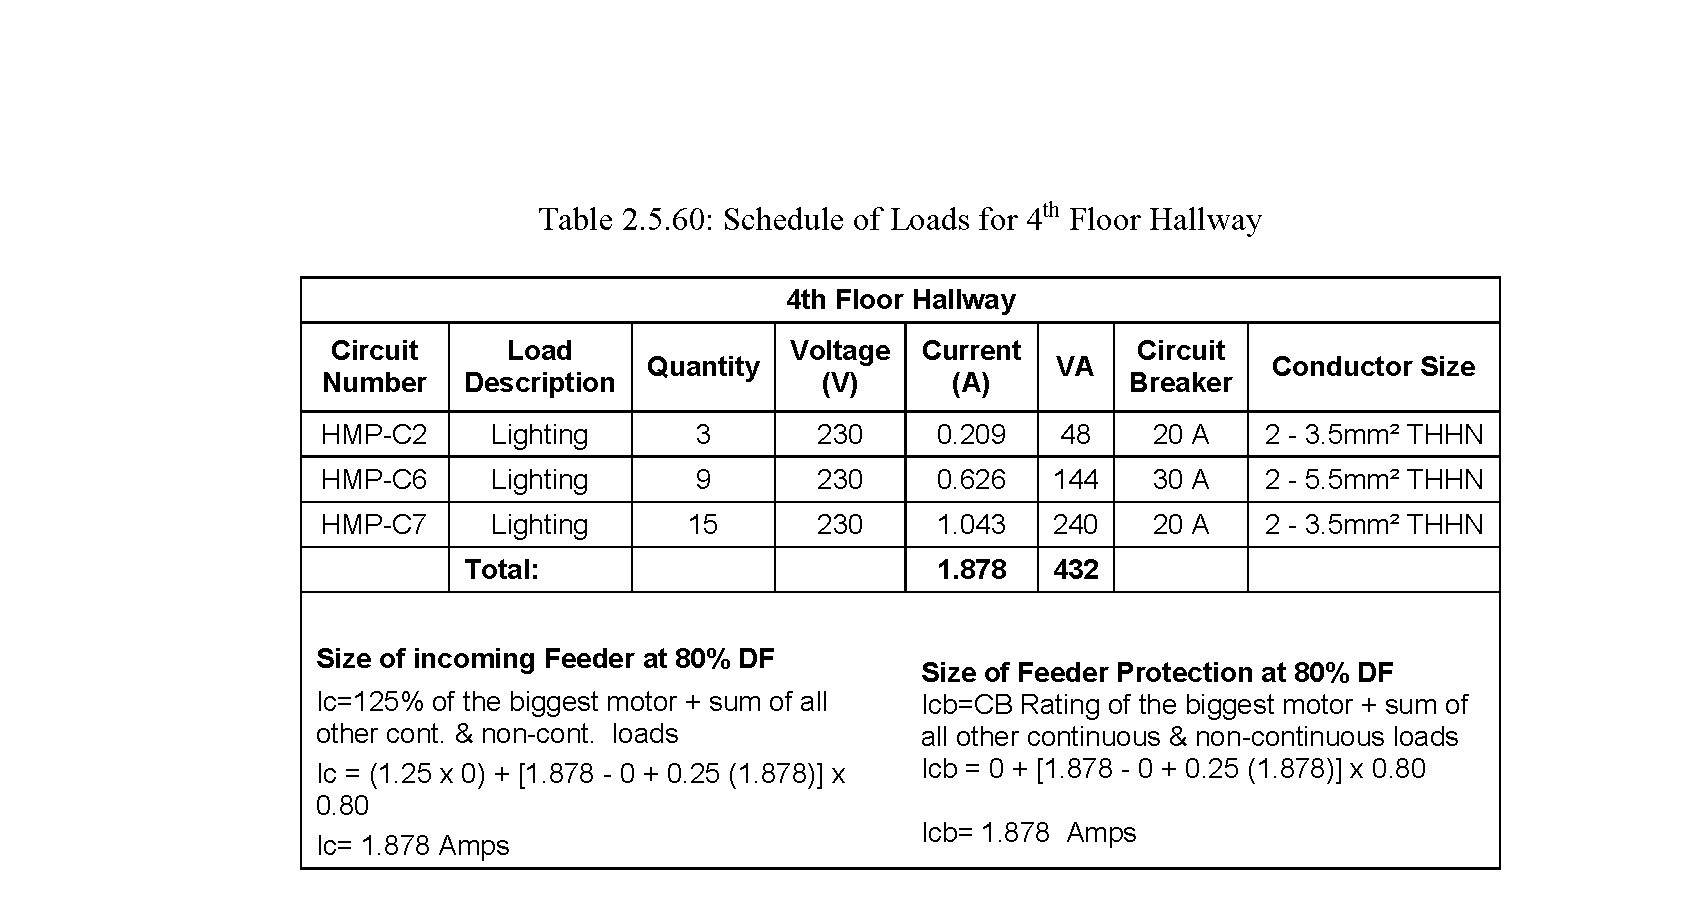 Table 2.5.60: Schedule of Loads for 4th Floor Hallway
4th Floor Hallway
Circuit Number Load Description Quantity Voltage (V) Current (A) VA Circuit Breaker Conductor Size
HMP-C2 Lighting 3 230 0.209 48 20 A 2 - 3.5mm² THHN
HMP-C6 Lighting 9 230 0.626 144 30 A 2 - 5.5mm² THHN
HMP-C7 Lighting 15 230 1.043 240 20 A 2 - 3.5mm² THHN
Total: 1.878 432
Size of incoming Feeder at 80% DF
Ic=125% of the biggest motor + sum of all
other cont. & non-cont. loads
Ic = (1.25 x 0) + [1.878 - 0 + 0.25 (1.878)] x
0.80
Ic= 1.878 Amps
Size of Feeder Protection at 80% DF
Icb=CB Rating of the biggest motor + sum of
all other continuous & non-continuous loads
Icb = 0 + [1.878 - 0 + 0.25 (1.878)] x 0.80
Icb= 1.878 Amps